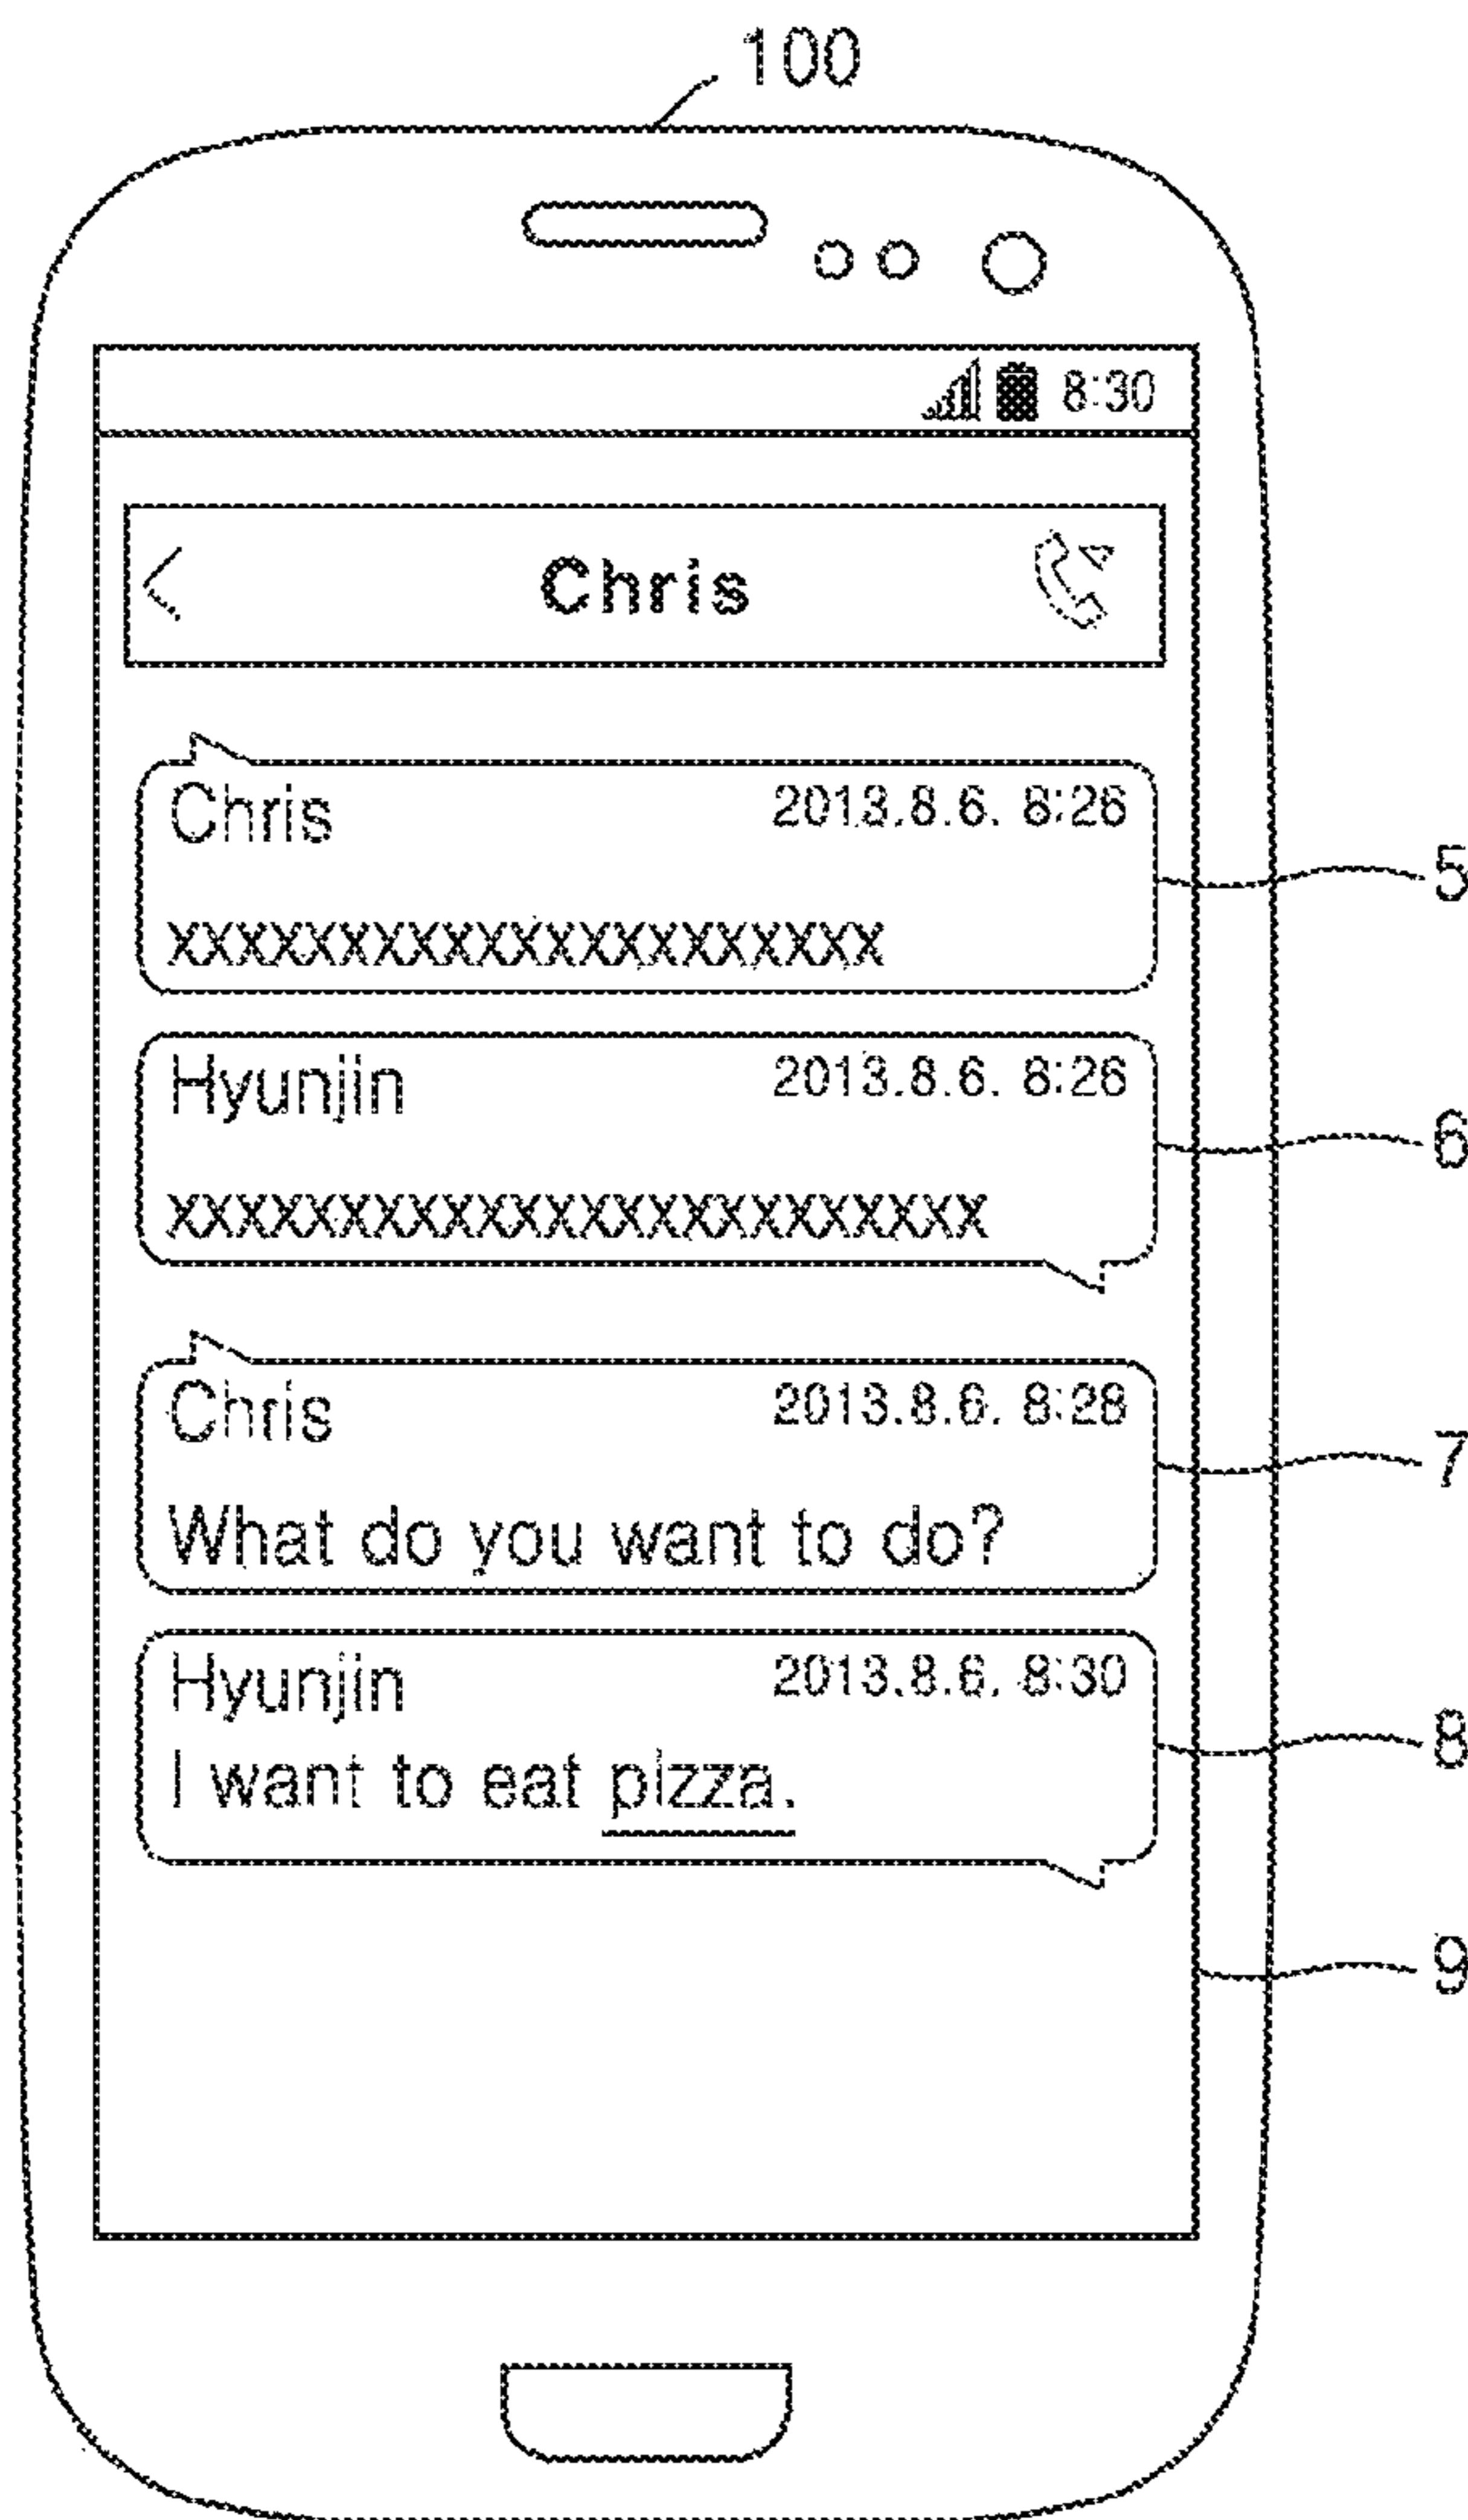 100
8:30
Chris
Chris 2013.8.6. 8:26
5
xxxxxxxxxxxxxxxxxxxxx
Hyunjin 2013.8.6. 8:26
6
xxxxxxxxxxxxxxxxxxxxxxxx
Chris 2013.8.6. 8:28
7
What do you want to do?
Hyunjin 2013.8.6. 8:30
8
I want to eat pizza.
9